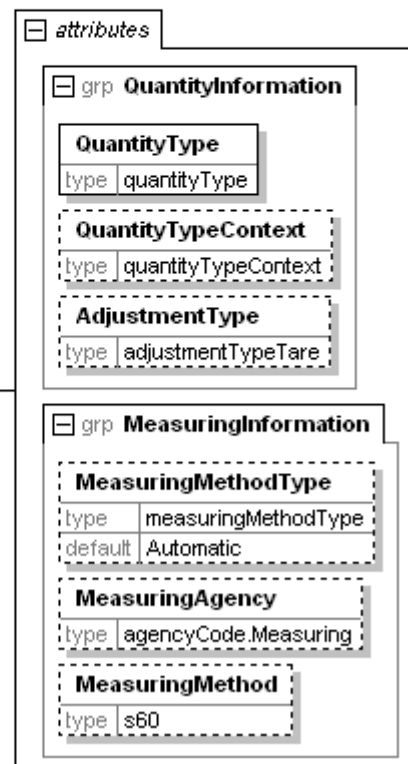 attributes
grp QuantityInformation
QuantityType
type quantityType
QuantityTypeContext
type quantityTypeContext
AdjustmentType
type adjustmentTypeTare
grp MeasuringInformation
MeasuringMethodType
type measuringMethodType
default Automatic
MeasuringAgency
type agencyCode.Measuring
MeasuringMethod
type s60